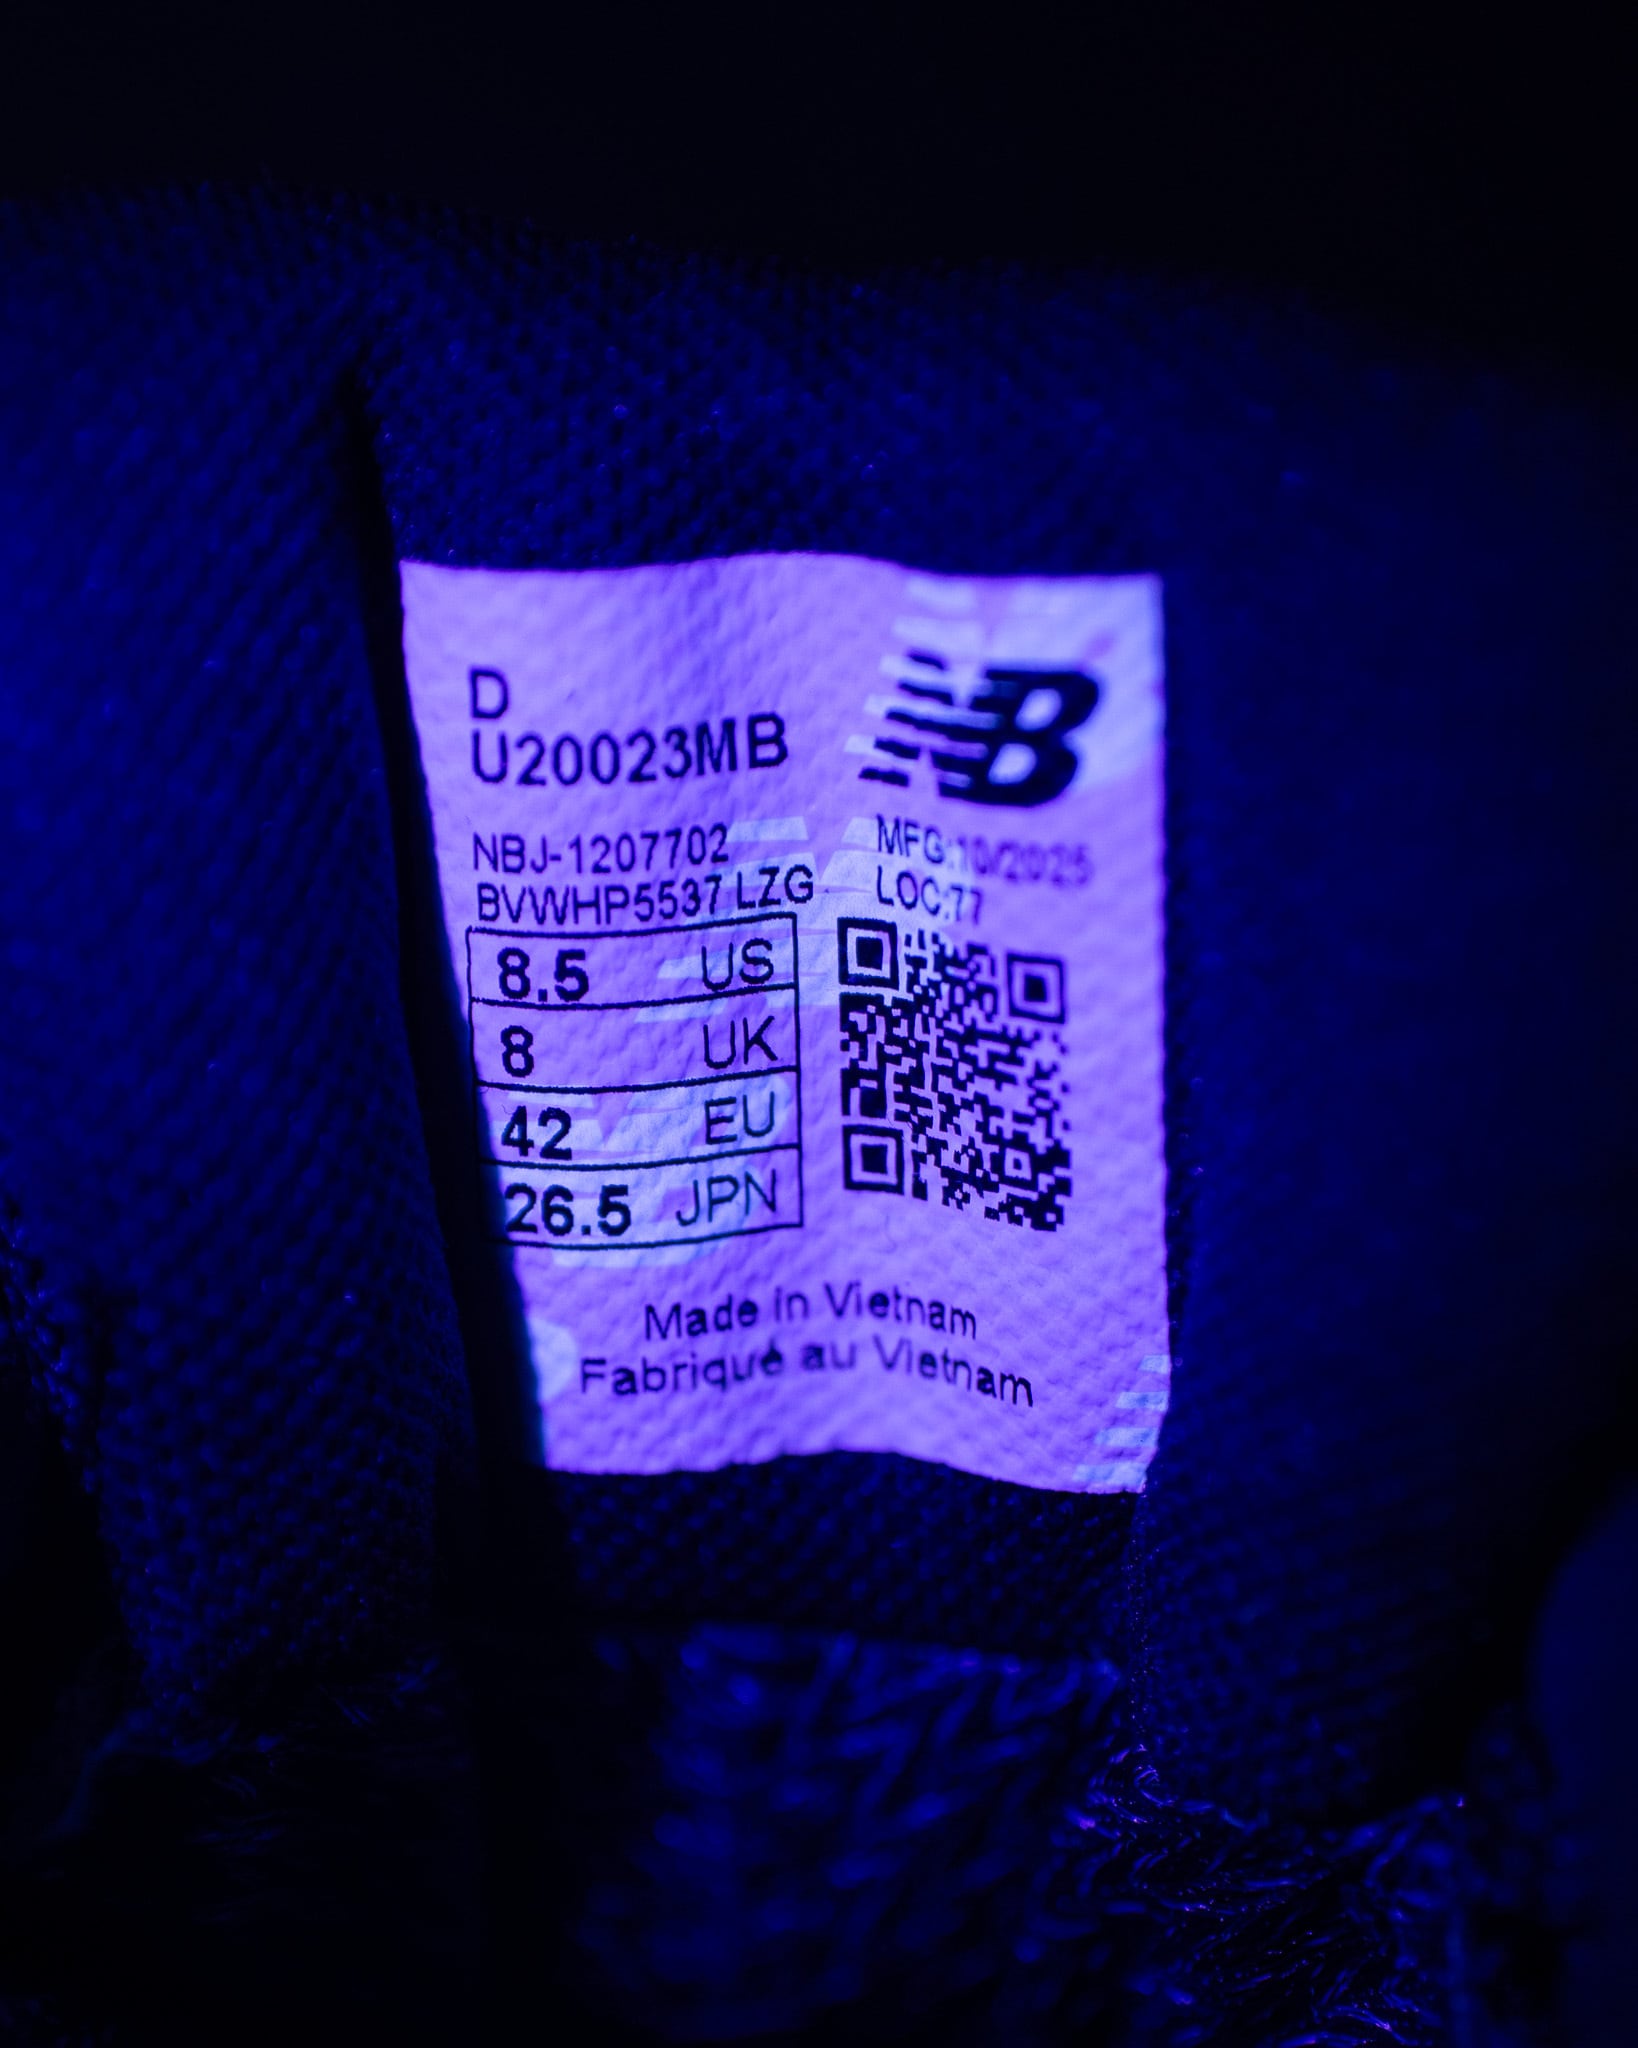 D
U20023MB
NB
NBJ-1207702
BVWHP5537 LZG
MFG:10/2025
LOC:77
8.5 US
8 UK
42 EU
26.5 JPN
Made in Vietnam
Fabriqué au Vietnam